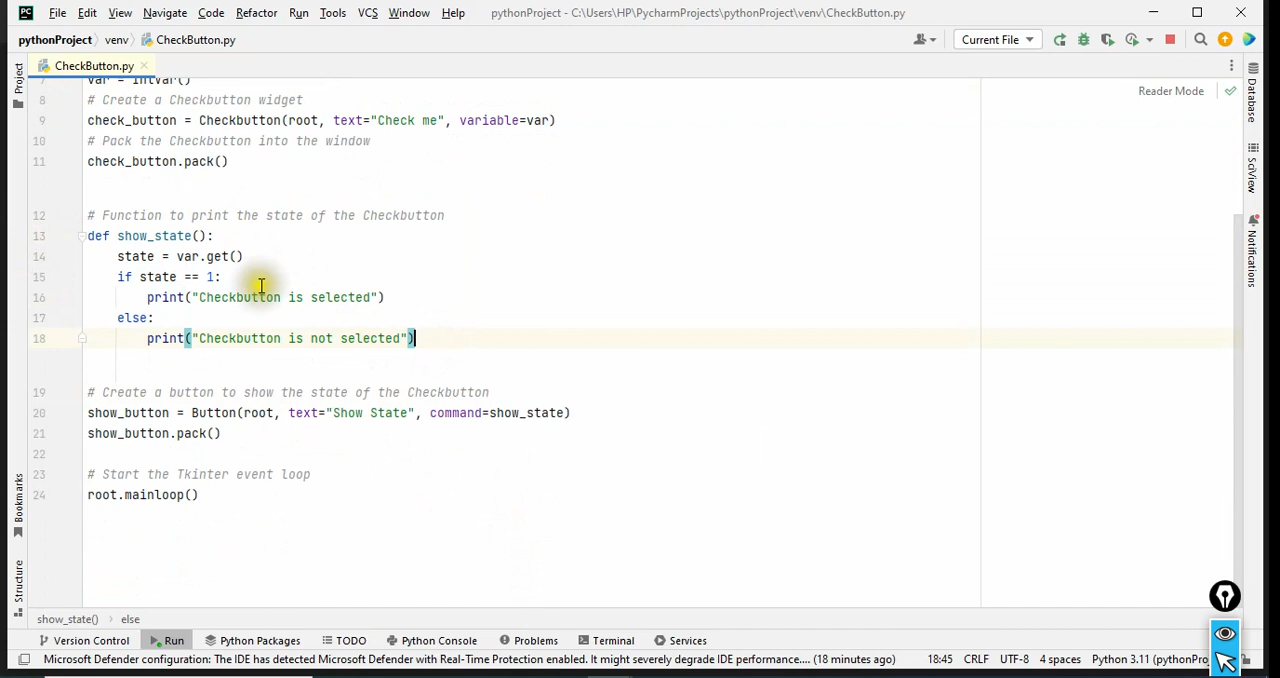 PC File Edit View Navigate Code Refactor Run Tools VCS Window Help pythonProject - C:\Users\HP\PycharmProjects\pythonProject\venv\CheckButton.py
pythonProject venv CheckButton.py Current File
CheckButton.py
Project
Reader Mode
Database
SciView
Notifications
7 var = IntVar()
8 # Create a Checkbutton widget
9 check_button = Checkbutton(root, text="Check me", variable=var)
10 # Pack the Checkbutton into the window
11 check_button.pack()
12 # Function to print the state of the Checkbutton
13 def show_state():
14 state = var.get()
15 if state == 1:
16 print("Checkbutton is selected")
17 else:
18 print("Checkbutton is not selected")
19 # Create a button to show the state of the Checkbutton
20 show_button = Button(root, text="Show State", command=show_state)
21 show_button.pack()
22
23 # Start the Tkinter event loop
24 root.mainloop()
Bookmarks
Structure
show_state() else
Version Control Run Python Packages TODO Python Console Problems Terminal Services
Microsoft Defender configuration: The IDE has detected Microsoft Defender with Real-Time Protection enabled. It might severely degrade IDE performance.... (18 minutes ago) 18:45 CRLF UTF-8 4 spaces Python 3.11 (pythonPro